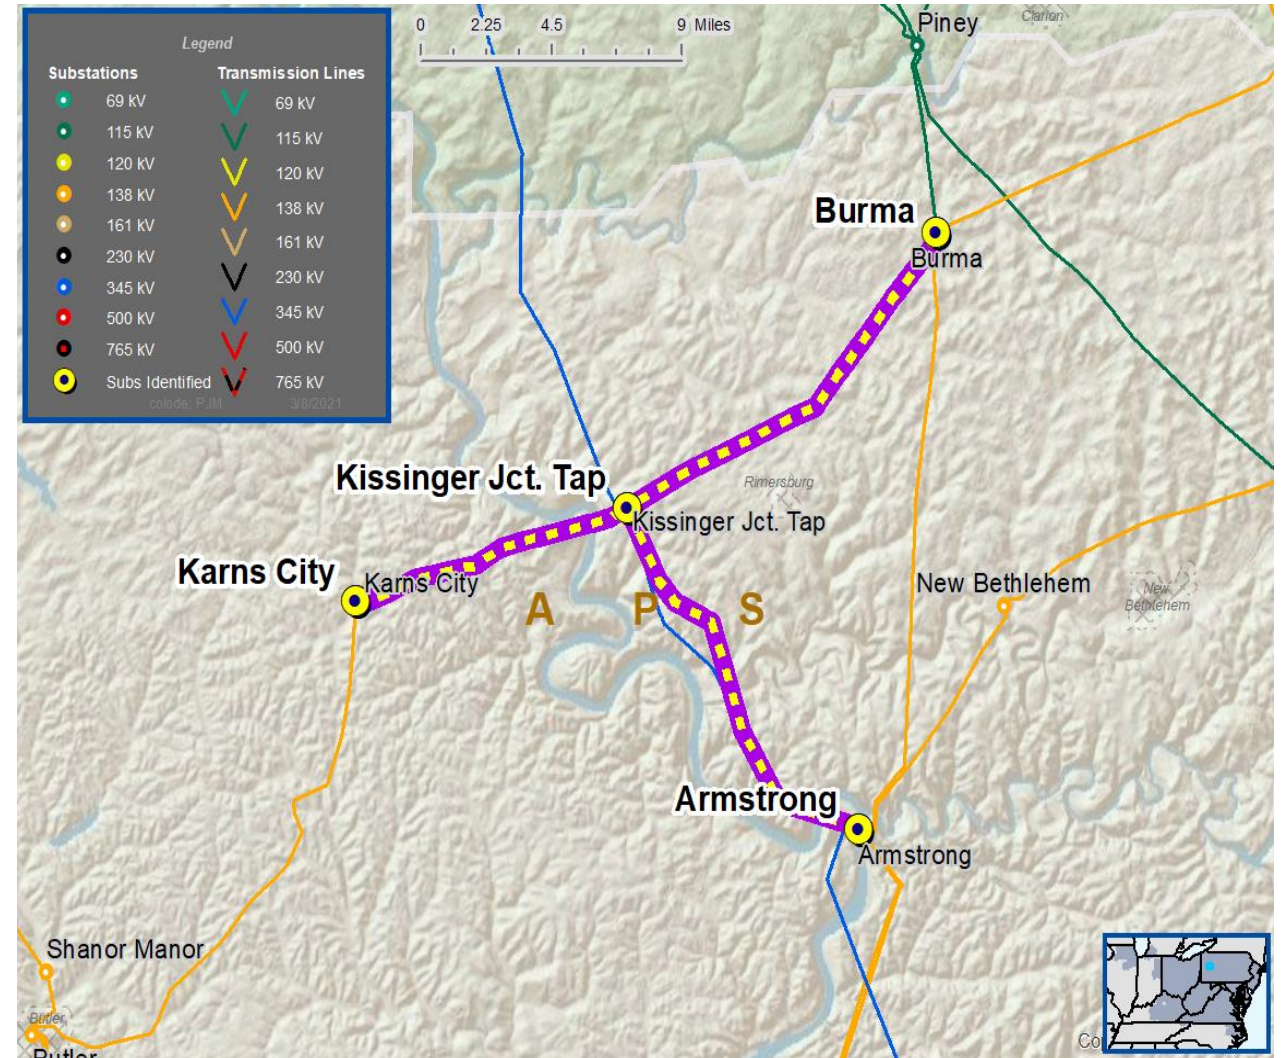 Legend
Substations Transmission Lines
69 kV 69 kV
115 kV 115 kV
120 kV 120 kV
138 kV 138 kV
161 kV 161 kV
230 kV 230 kV
345 kV 345 kV
500 kV 500 kV
765 kV 765 kV
Subs Identified
colode: PJM 3/8/2021
0 2.25 4.5 9 Miles
Piney
Clarion
Burma
Burma
Kissinger Jct. Tap
Rimersburg
Kissinger Jct. Tap
Karns City
Karns City
New Bethlehem
New
Bethlehem
A P S
Armstrong
Armstrong
Shanor Manor
Butler
Butler
Co